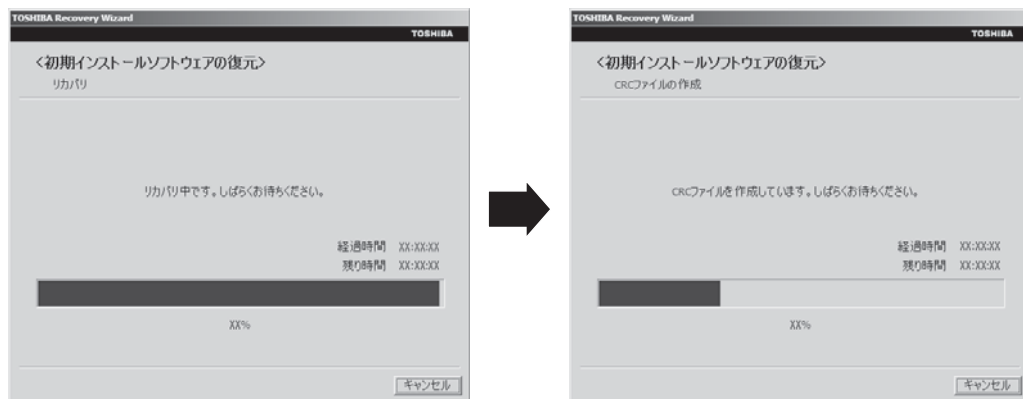 TOSHIBA Recovery Wizard
TOSHIBA
<初期インストールソフトウェアの復元>
リカバリ
リカバリ中です。しばらくお待ちください。
経過時間 XX:XX:XX
残り時間 XX:XX:XX
XX%
キャンセル
TOSHIBA Recovery Wizard
TOSHIBA
<初期インストールソフトウェアの復元>
CRCファイルの作成
CRCファイルを作成しています。しばらくお待ちください。
経過時間 XX:XX:XX
残り時間 XX:XX:XX
XX%
キャンセル